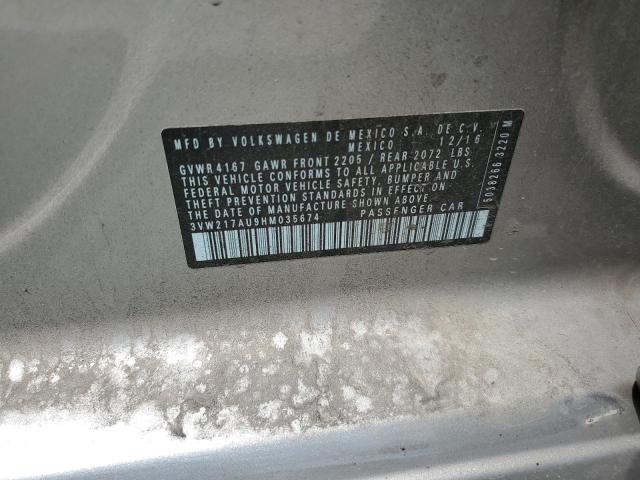 MFD BY VOLKSWAGEN DE MEXICO S.A. DE C.V.
MEXICO 12/16
GVWR 4167 GAWR FRONT 2205 / REAR 2072 LBS
THIS VEHICLE CONFORMS TO ALL APPLICABLE U.S.
FEDERAL MOTOR VEHICLE SAFETY, BUMPER AND
THEFT PREVENTION STANDARDS IN EFFECT ON
THE DATE OF MANUFACTURE SHOWN ABOVE
3VW217AU9HM035674 PASSENGER CAR
5038266 3220 M